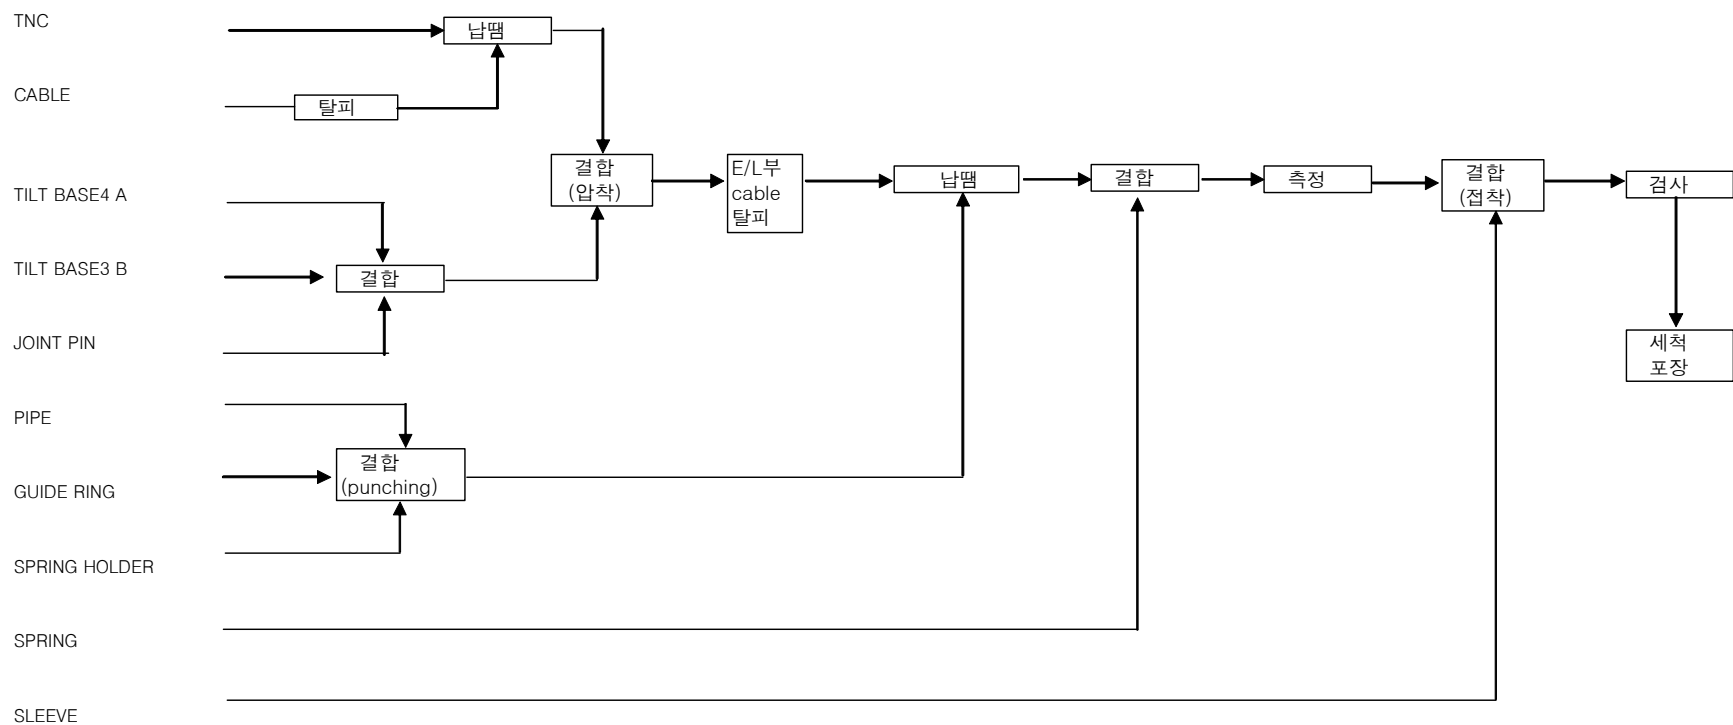 TNC
납땜
CABLE
탈피
결합
(압착)
E/L부
cable
탈피
납땜
결합
측정
결합
(접착)
검사
TILT BASE4 A
TILT BASE3 B
결합
JOINT PIN
세척
포장
PIPE
결합
(punching)
GUIDE RING
SPRING HOLDER
SPRING
SLEEVE